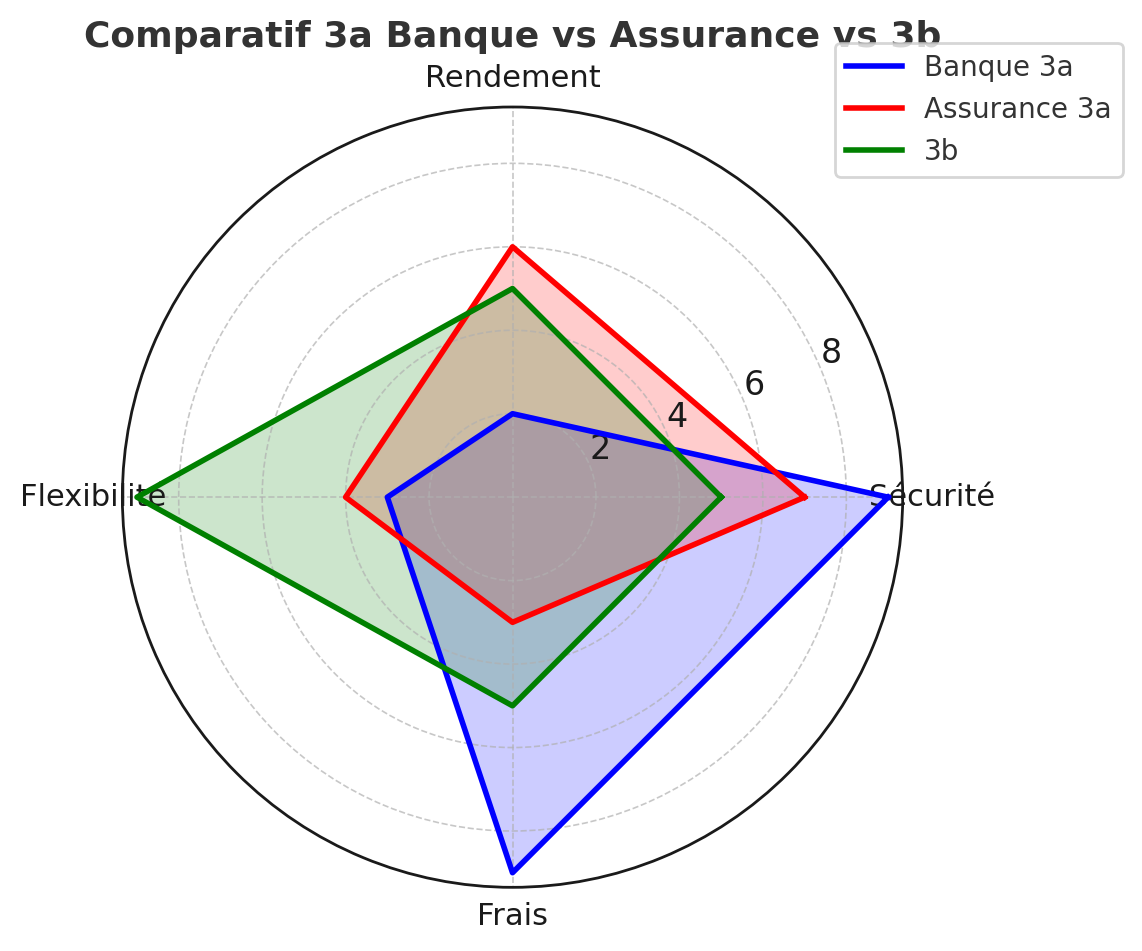 Comparatif 3a Banque vs Assurance vs 3b
Banque 3a
Assurance 3a
3b
Rendement
8
6
4
2
Flexibilité
Sécurité
Frais